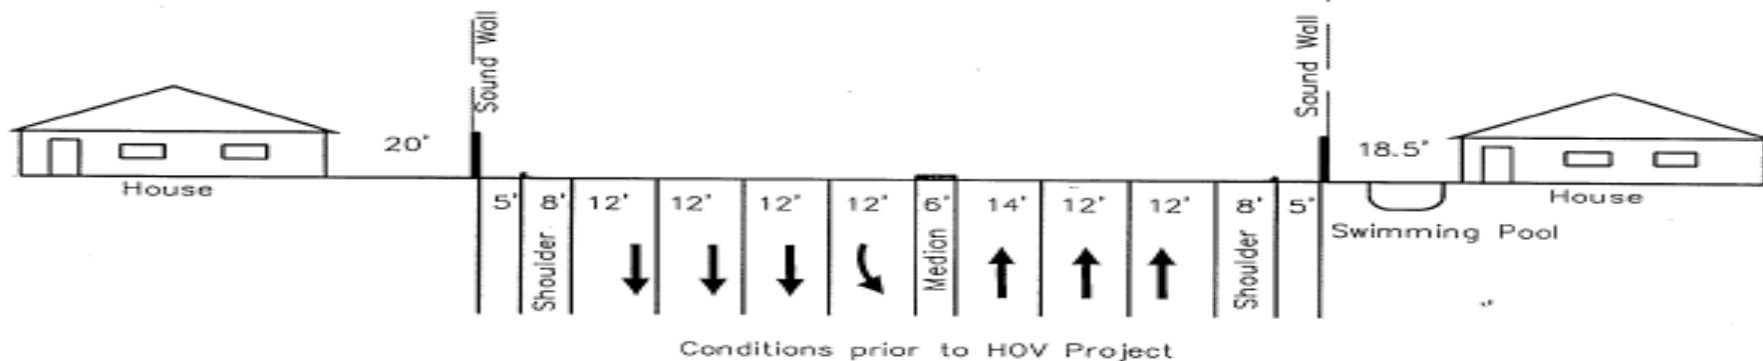 Sound Wall
Sound Wall
20'
18.5'
House
House
5' 8' 12' 12' 12' 12' 6' 14' 12' 12' 8' 5'
Swimming Pool
Shoulder
Median
Shoulder
Conditions prior to HOV Project